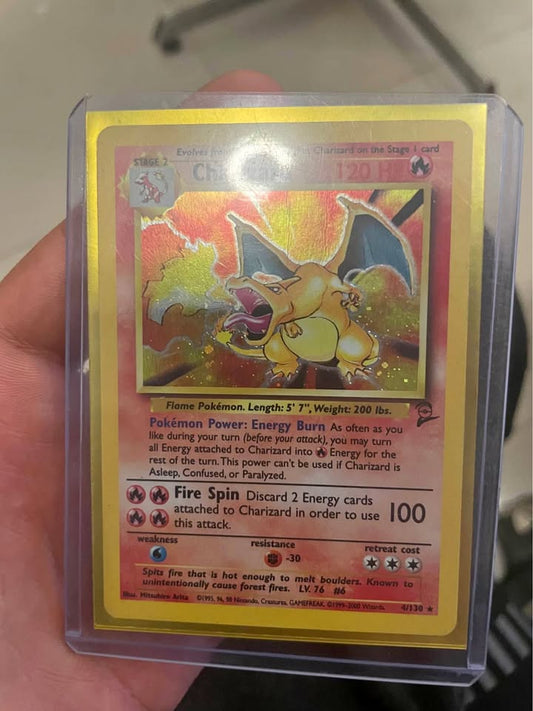 Evolves from Charizard on the Stage 1 card
STAGE 2
120 HP
Flame Pokémon. Length: 5' 7", Weight: 200 lbs.
Pokémon Power: Energy Burn As often as you
like during your turn (before your attack), you may turn
all Energy attached to Charizard into Energy for the
rest of the turn. This power can't be used if Charizard is
Asleep, Confused, or Paralyzed.
Fire Spin Discard 2 Energy cards
attached to Charizard in order to use
this attack.
100
weakness
resistance
-30
retreat cost
Spits fire that is hot enough to melt boulders. Known to
unintentionally cause forest fires. LV. 76 #6
Illus. Mitsuhiro Arita ©1995, 96, 98 Nintendo, Creatures, GAMEFREAK. ©1999-2000 Wizards. 4/130 ★